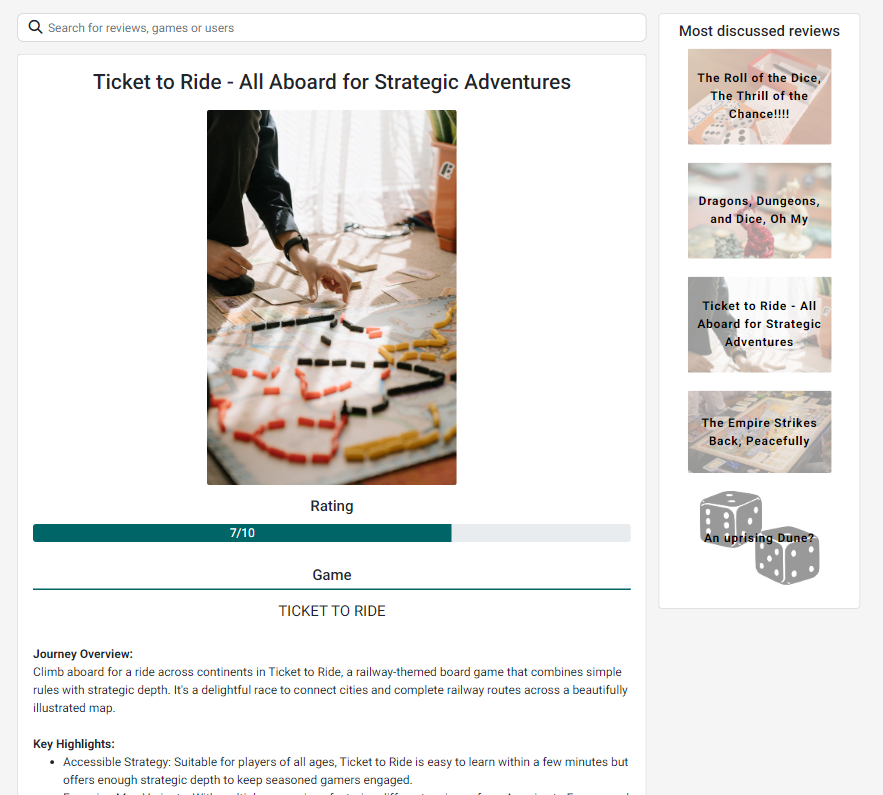 Search for reviews, games or users
Ticket to Ride - All Aboard for Strategic Adventures
Rating
7/10
Game
TICKET TO RIDE
Journey Overview:
Climb aboard for a ride across continents in Ticket to Ride, a railway-themed board game that combines simple
rules with strategic depth. It's a delightful race to connect cities and complete railway routes across a beautifully
illustrated map.
Key Highlights:
Accessible Strategy: Suitable for players of all ages, Ticket to Ride is easy to learn within a few minutes but
offers enough strategic depth to keep seasoned gamers engaged.
Most discussed reviews
The Roll of the Dice,
The Thrill of the
Chance!!!!
Dragons, Dungeons,
and Dice, Oh My
Ticket to Ride - All
Aboard for Strategic
Adventures
The Empire Strikes
Back, Peacefully
An uprising Dune?